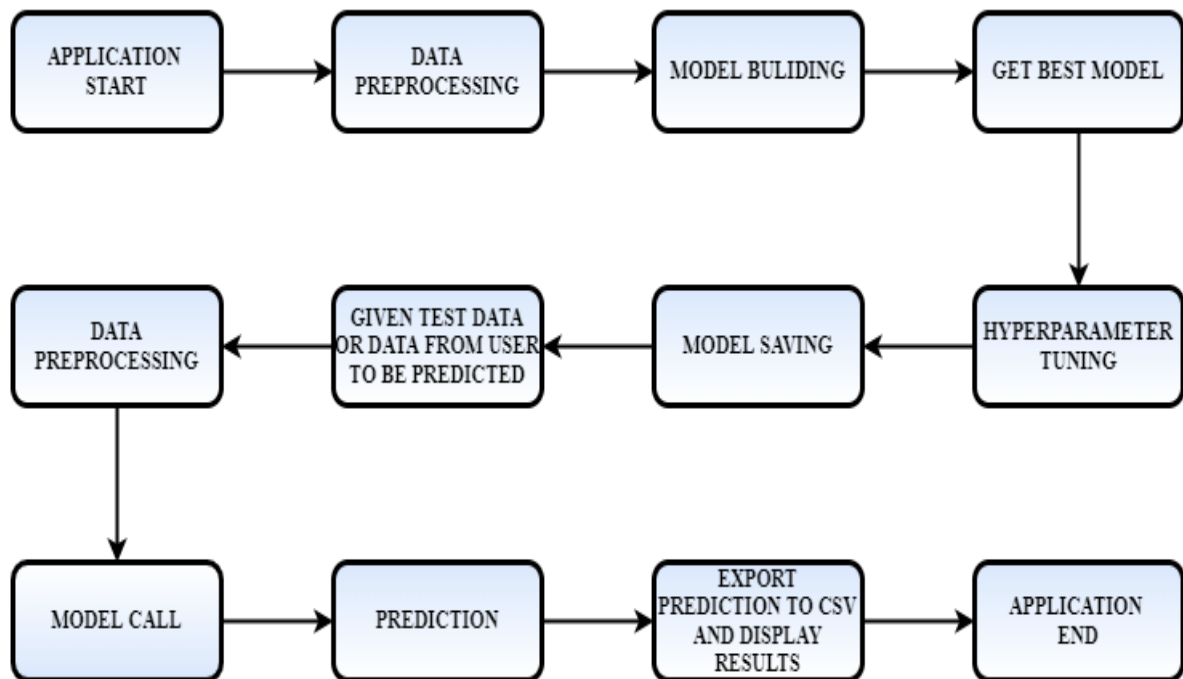 APPLICATION
START
DATA
PREPROCESSING
MODEL BULIDING
GET BEST MODEL
HYPERPARAMETER
TUNING
MODEL SAVING
GIVEN TEST DATA
OR DATA FROM USER
TO BE PREDICTED
DATA
PREPROCESSING
MODEL CALL
PREDICTION
EXPORT
PREDICTION TO CSV
AND DISPLAY
RESULTS
APPLICATION
END